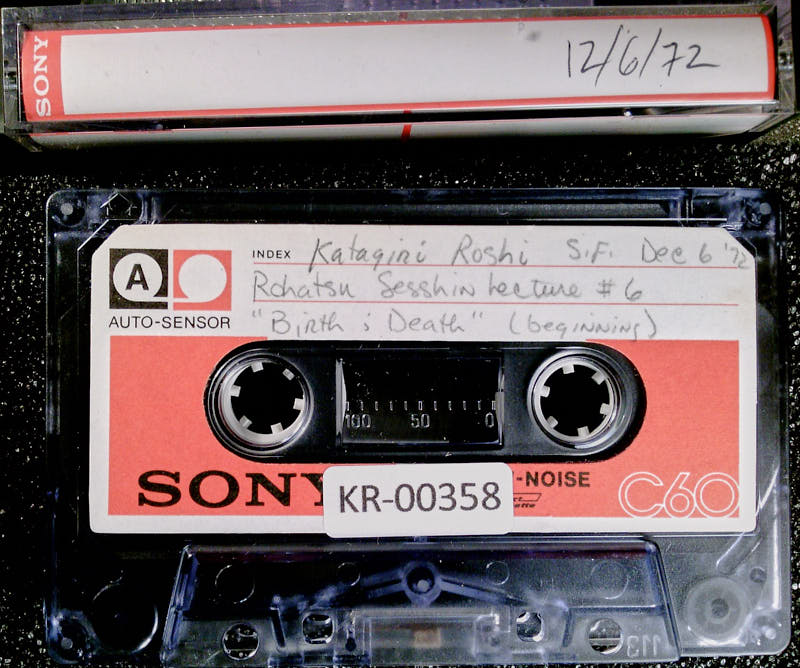 SONY
12/6/72
A
INDEX Katagiri Roshi S.F. Dec 6 '72
Rohatsu Sesshin Lecture # 6
AUTO-SENSOR
"Birth & Death" (beginning)
100 50 0
SONY
-NOISE
C60
KR-00358
113